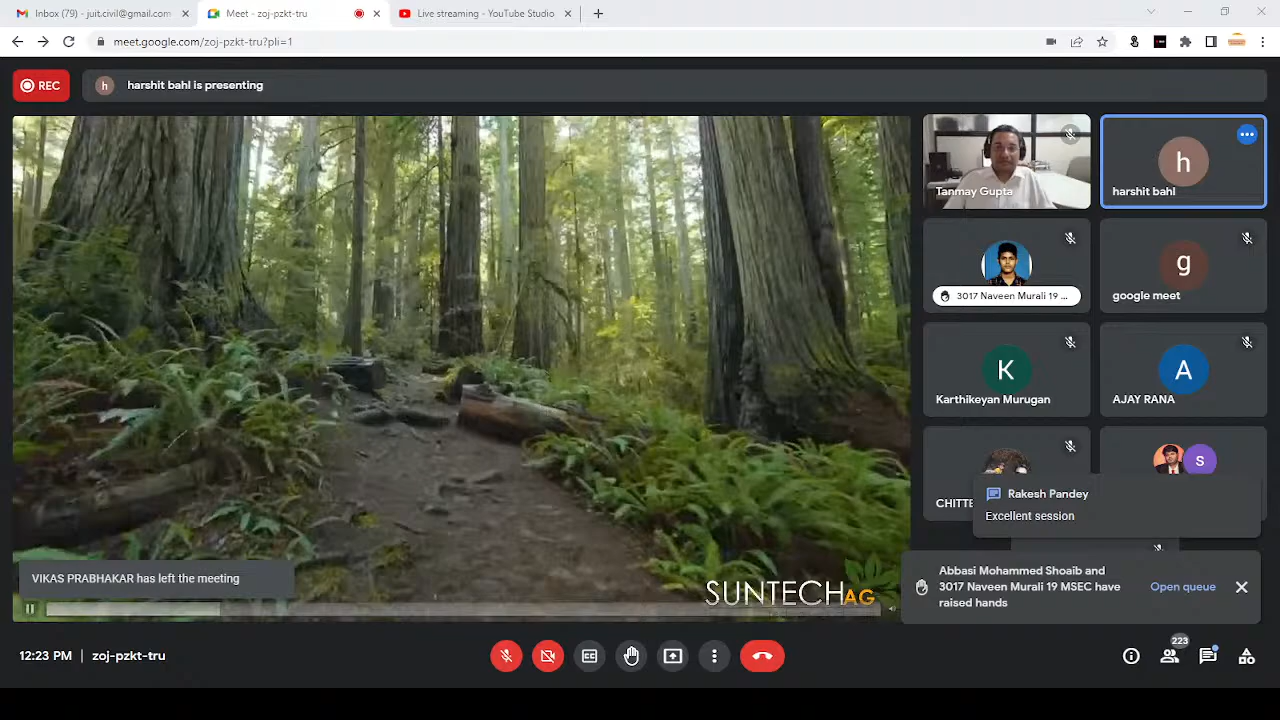 Inbox (79) - juit.civil@gmail.com
Meet - zoj-pzkt-tru
Live streaming - YouTube Studio
meet.google.com/zoj-pzkt-tru?pli=1
REC
h
harshit bahl is presenting
Tanmay Gupta
h
harshit bahl
3017 Naveen Murali 19 ...
g
google meet
K
Karthikeyan Murugan
A
AJAY RANA
CHITTE
S
Rakesh Pandey
Excellent session
VIKAS PRABHAKAR has left the meeting
SUNTECH AG
Abbasi Mohammed Shoaib and
3017 Naveen Murali 19 MSEC have
raised hands
Open queue
12:23 PM | zoj-pzkt-tru
CC
223